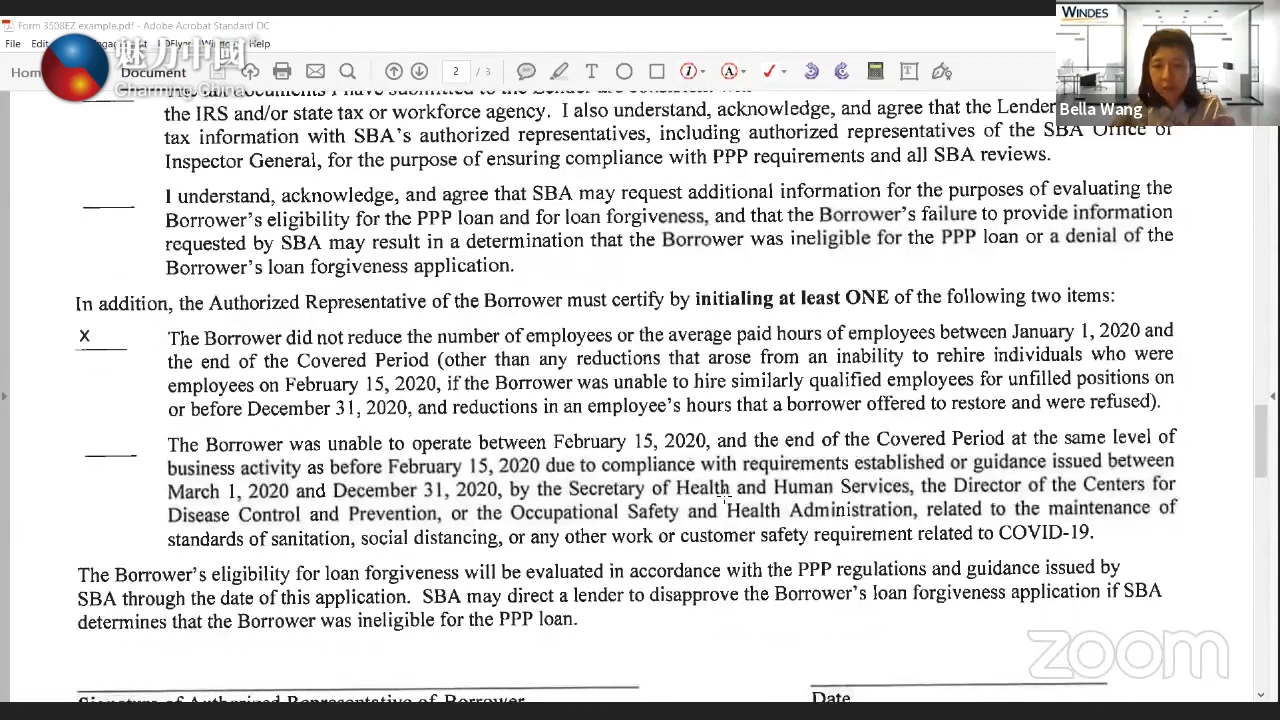 Form 3508EZ example.pdf - Adobe Acrobat Standard DC
File Edit Help
WINDES
魅力中國
Charming China
Document
2 / 3
Bella Wang
the IRS and/or state tax or workforce agency. I also understand, acknowledge, and agree that the Lender
tax information with SBA's authorized representatives, including authorized representatives of the SBA Office of
Inspector General, for the purpose of ensuring compliance with PPP requirements and all SBA reviews.
I understand, acknowledge, and agree that SBA may request additional information for the purposes of evaluating the
Borrower's eligibility for the PPP loan and for loan forgiveness, and that the Borrower's failure to provide information
requested by SBA may result in a determination that the Borrower was ineligible for the PPP loan or a denial of the
Borrower's loan forgiveness application.
In addition, the Authorized Representative of the Borrower must certify by initialing at least ONE of the following two items:
X
The Borrower did not reduce the number of employees or the average paid hours of employees between January 1, 2020 and
the end of the Covered Period (other than any reductions that arose from an inability to rehire individuals who were
employees on February 15, 2020, if the Borrower was unable to hire similarly qualified employees for unfilled positions on
or before December 31, 2020, and reductions in an employee's hours that a borrower offered to restore and were refused).
The Borrower was unable to operate between February 15, 2020, and the end of the Covered Period at the same level of
business activity as before February 15, 2020 due to compliance with requirements established or guidance issued between
March 1, 2020 and December 31, 2020, by the Secretary of Health and Human Services, the Director of the Centers for
Disease Control and Prevention, or the Occupational Safety and Health Administration, related to the maintenance of
standards of sanitation, social distancing, or any other work or customer safety requirement related to COVID-19.
The Borrower's eligibility for loan forgiveness will be evaluated in accordance with the PPP regulations and guidance issued by
SBA through the date of this application. SBA may direct a lender to disapprove the Borrower's loan forgiveness application if SBA
determines that the Borrower was ineligible for the PPP loan.
zoom
Signature of Authorized Representative of Borrower
Date